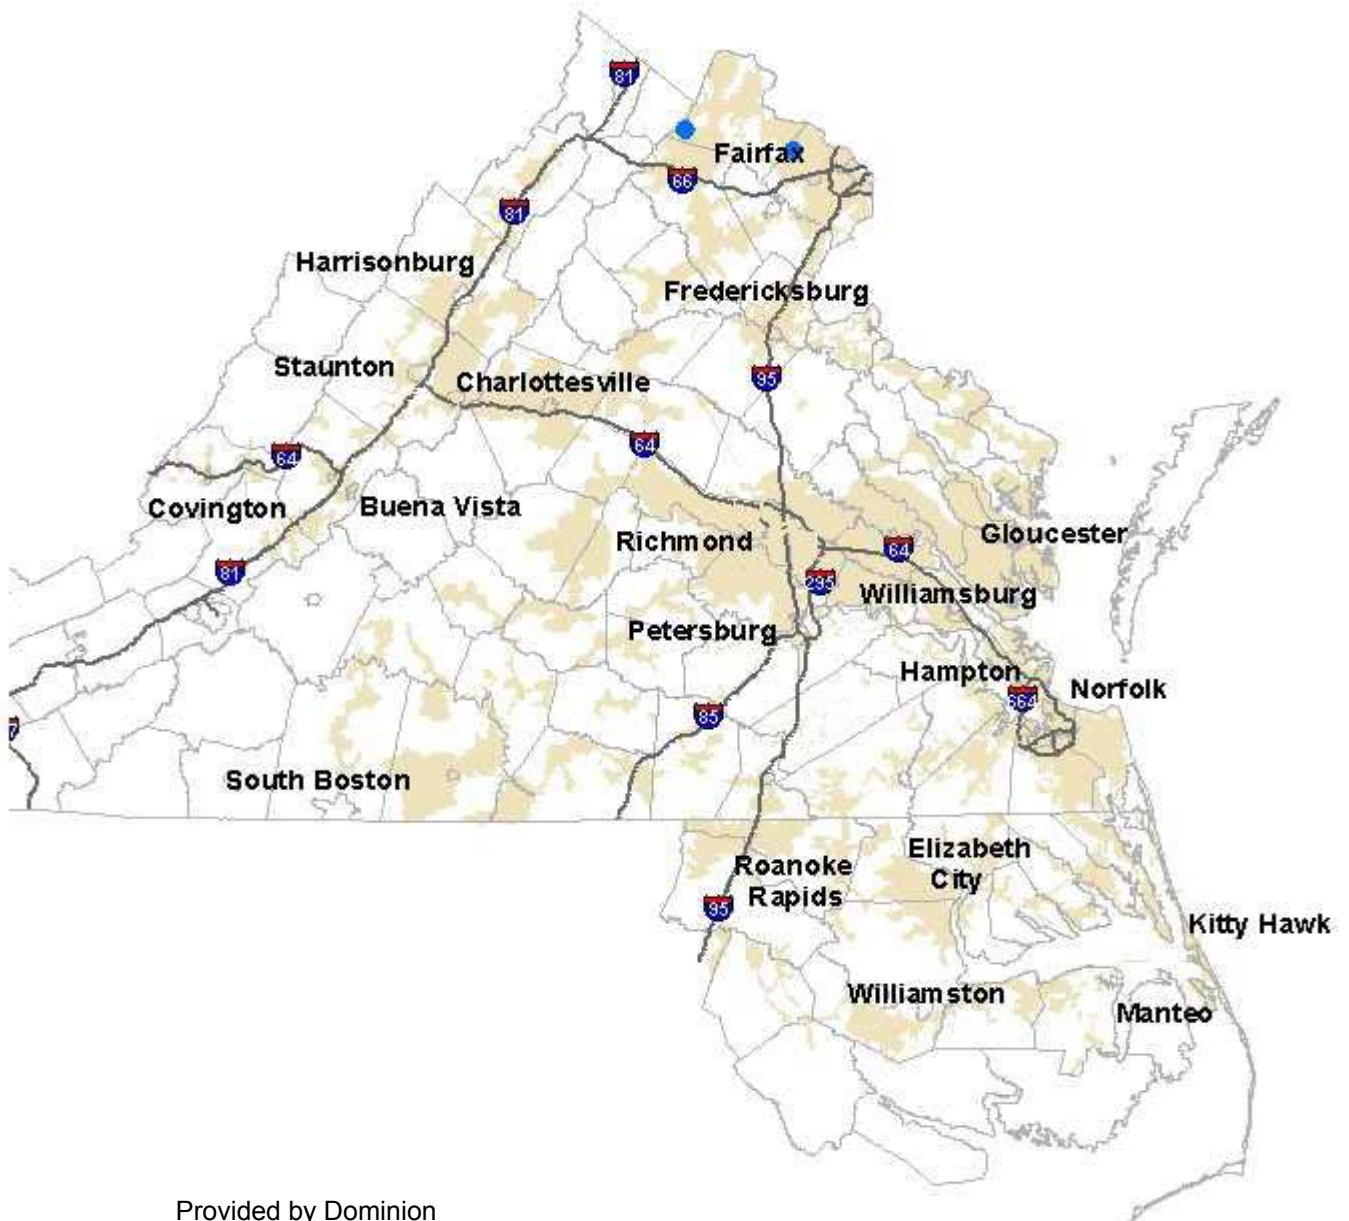 81
Fairfax
66
81
Harrisonburg
Fredericksburg
Staunton
Charlottesville
95
64
64
Covington
Buena Vista
Richmond
Gloucester
64
81
295
Williamsburg
Petersburg
Hampton
Norfolk
664
85
South Boston
Elizabeth
City
Roanoke
Rapids
95
Kitty Hawk
Williamston
Manteo
Provided by Dominion